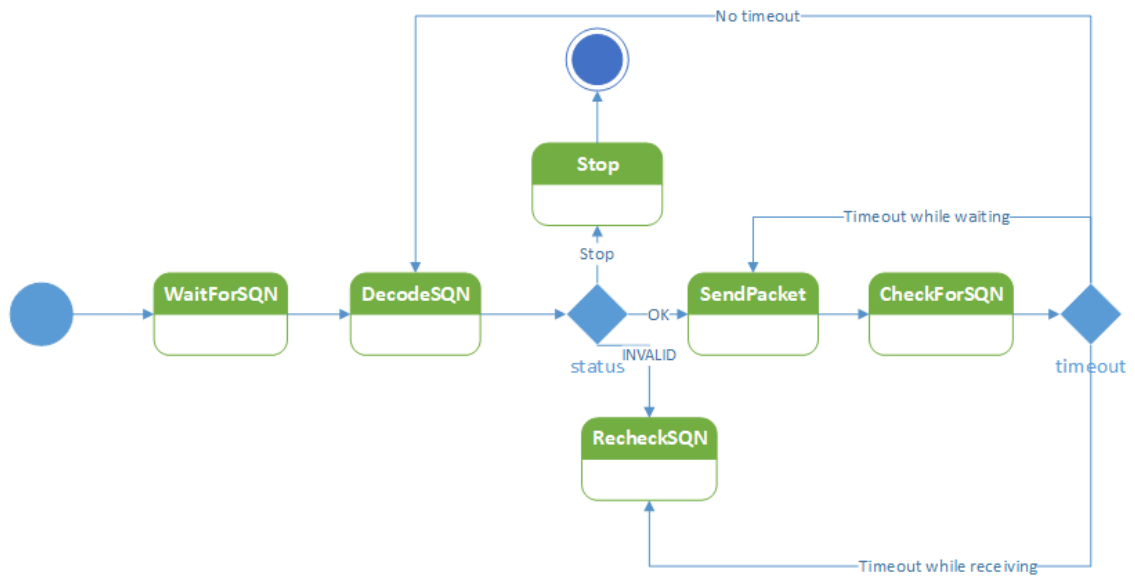 No timeout
Stop
Timeout while waiting
Stop
WaitForSQN
DecodeSQN
SendPacket
CheckForSQN
OK
INVALID
status
timeout
RecheckSQN
Timeout while receiving